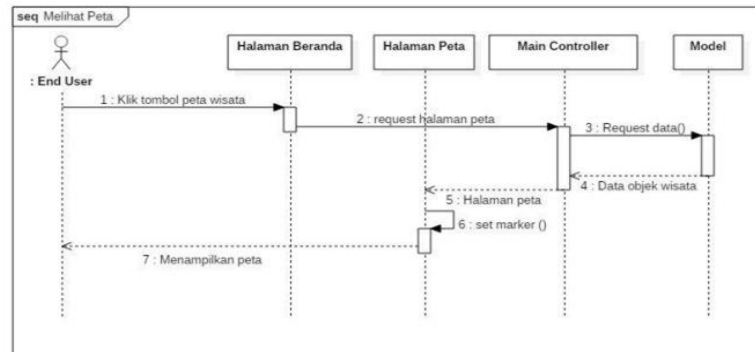 seq Melihat Peta
: End User
Halaman Beranda
Halaman Peta
Main Controller
Model
1 : Klik tombol peta wisata
2 : request halaman peta
3 : Request data()
4 : Data objek wisata
5 : Halaman peta
6 : set marker ()
7 : Menampilkan peta